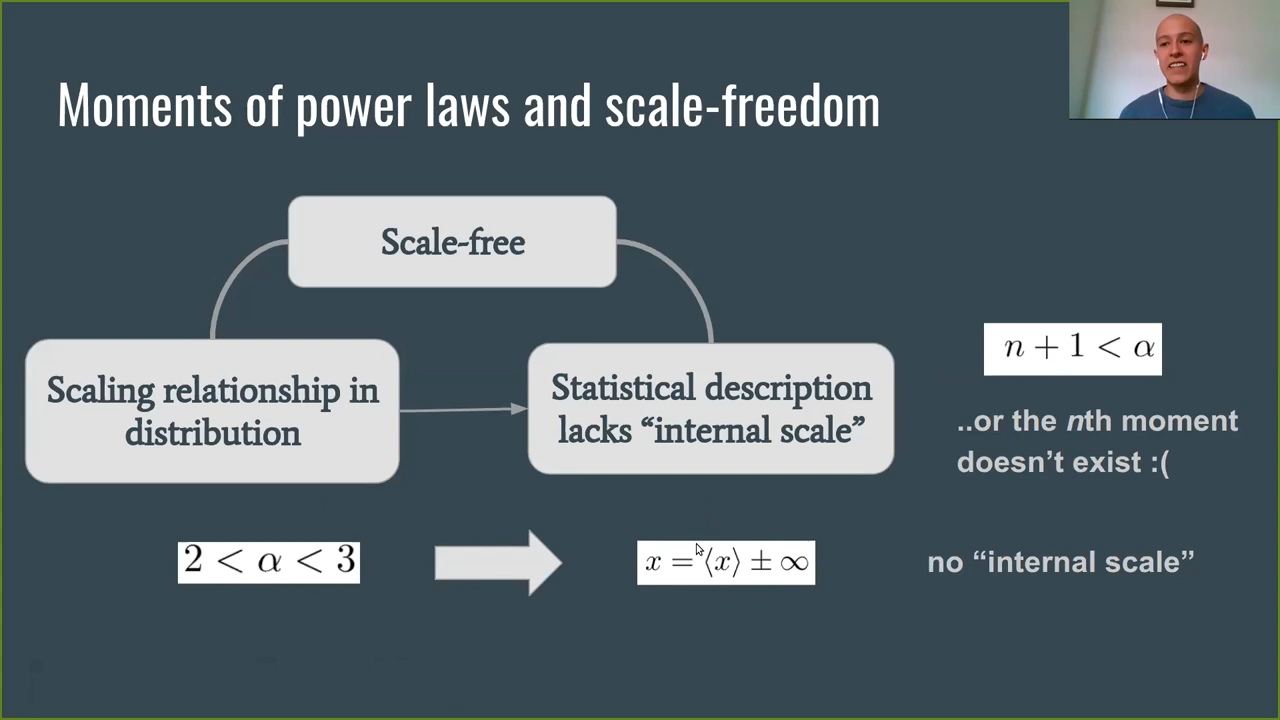 Moments of power laws and scale-freedom
Scale-free
Scaling relationship in
distribution
Statistical description
lacks “internal scale”
n + 1 < α
..or the nth moment
doesn’t exist :(
2 < α < 3
x = ⟨x⟩ ± ∞
no “internal scale”